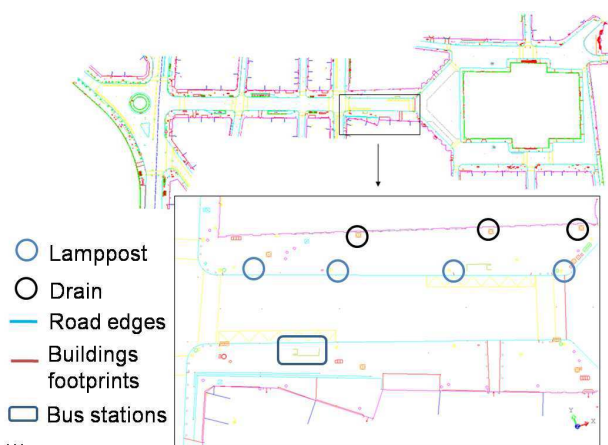 Lamppost
Drain
Road edges
Buildings
footprints
Bus stations
Y
X